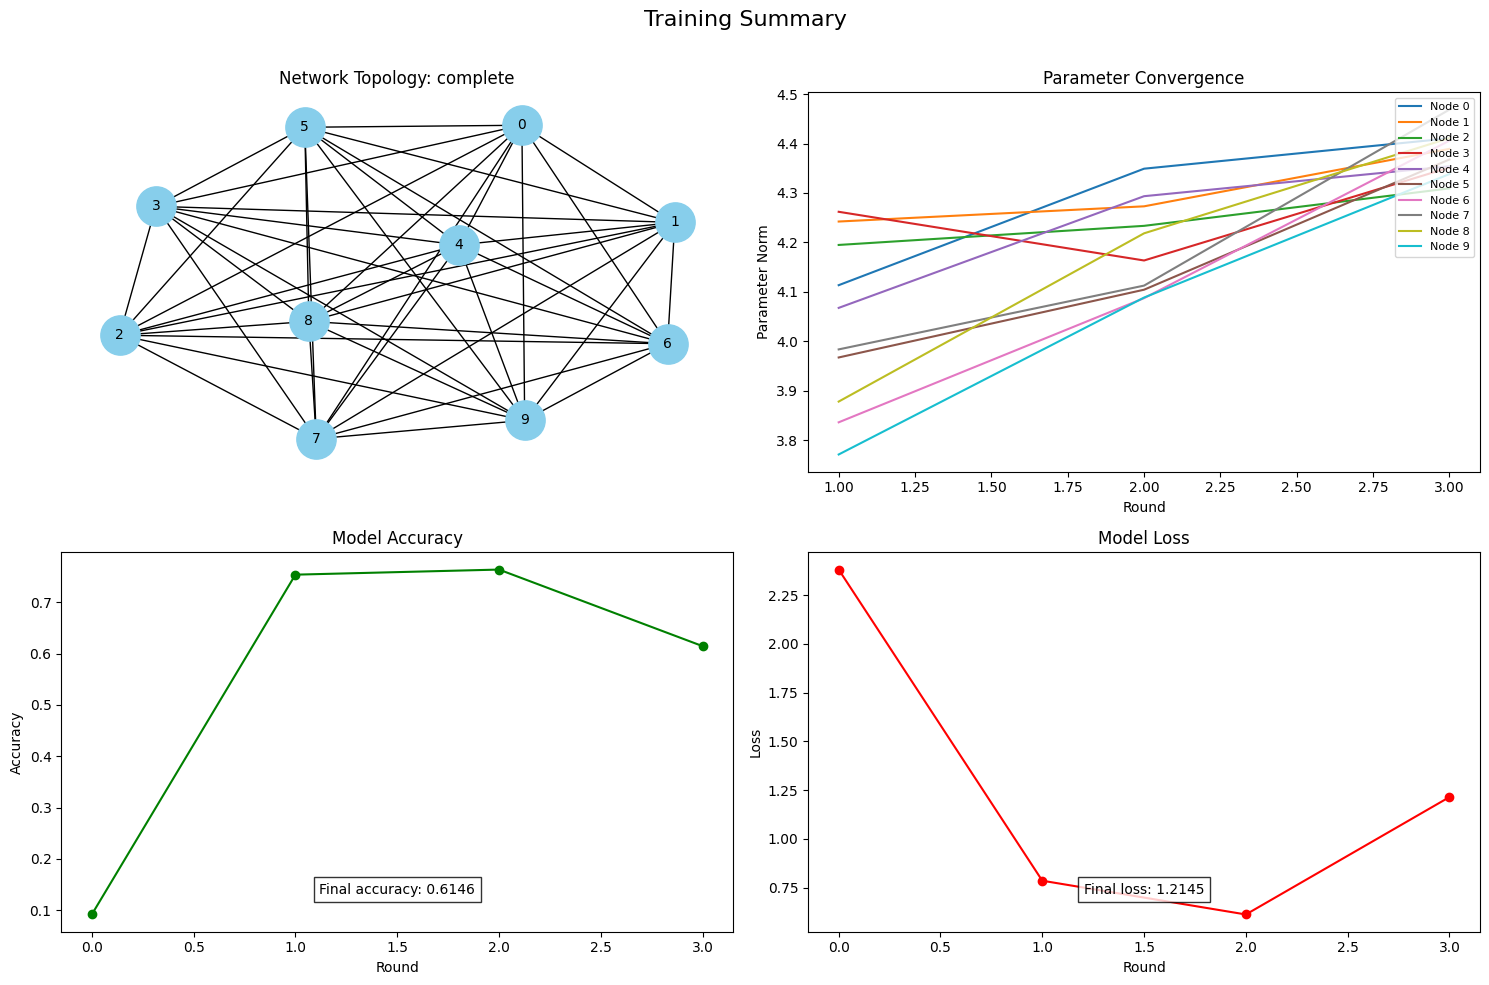 Training Summary
Network Topology: complete
5
0
3
1
4
8
2
6
9
7
Parameter Convergence
4.5
4.4
4.3
4.2
4.1
4.0
3.9
3.8
Parameter Norm
1.00
1.25
1.50
1.75
2.00
2.25
2.50
2.75
3.00
Round
Node 0
Node 1
Node 2
Node 3
Node 4
Node 5
Node 6
Node 7
Node 8
Node 9
Model Accuracy
0.7
0.6
0.5
0.4
0.3
0.2
0.1
Accuracy
Final accuracy: 0.6146
0.0
0.5
1.0
1.5
2.0
2.5
3.0
Round
Model Loss
2.25
2.00
1.75
1.50
1.25
1.00
0.75
Loss
Final loss: 1.2145
0.0
0.5
1.0
1.5
2.0
2.5
3.0
Round